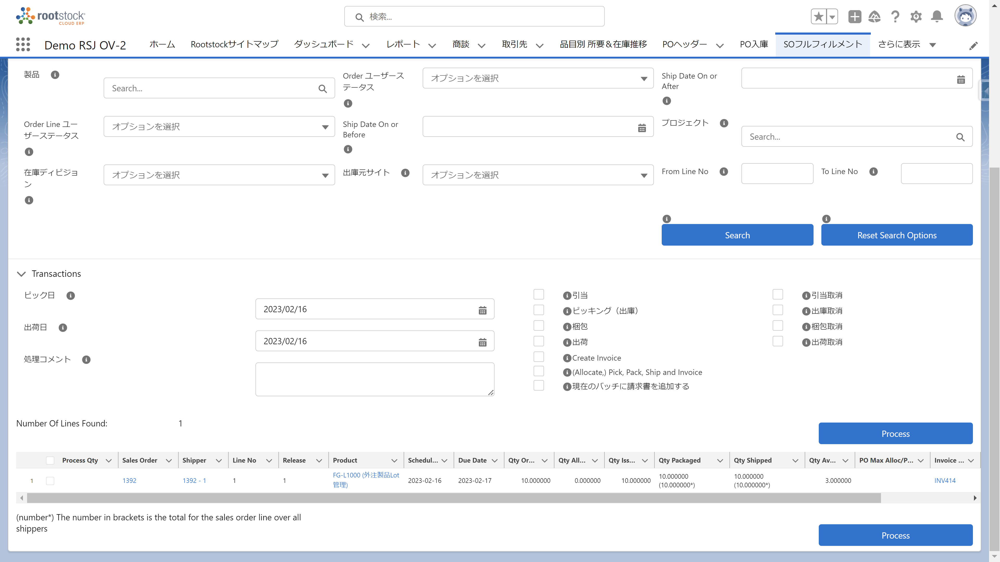 rootstock
CLOUD ERP
検索...
Demo RSJ OV-2
ホーム
Rootstockサイトマップ
ダッシュボード
レポート
商談
取引先
品目別 所要＆在庫推移
POヘッダー
PO入庫
SOフルフィルメント
さらに表示
製品
Search...
Order ユーザース
テータス
オプションを選択
Ship Date On or
After
Order Line ユー
ザーステータス
オプションを選択
Ship Date On or
Before
プロジェクト
Search...
在庫ディビジョ
ン
オプションを選択
出庫元サイト
オプションを選択
From Line No
To Line No
Search
Reset Search Options
Transactions
ピック日
2023/02/16
出荷日
2023/02/16
処理コメント
引当
ピッキング（出庫）
梱包
出荷
Create Invoice
(Allocate,) Pick, Pack, Ship and Invoice
現在のバッチに請求書を追加する
引当取消
出庫取消
梱包取消
出荷取消
Number Of Lines Found: 1
Process
Process Qty Sales Order Shipper Line No Release Product Schedul... Due Date Qty Or... Qty All... Qty Iss... Qty Packaged Qty Shipped Qty Av... PO Max Alloc/P... Invoice ...
1 1392 1392 - 1 1 1 FG-L1000 (外注製品Lot
管理) 2023-02-16 2023-02-17 10.000000 0.000000 10.000000 10.000000
(10.000000*) 10.000000
(10.000000*) 3.000000 INV414
(number*) The number in brackets is the total for the sales order line over all
shippers
Process